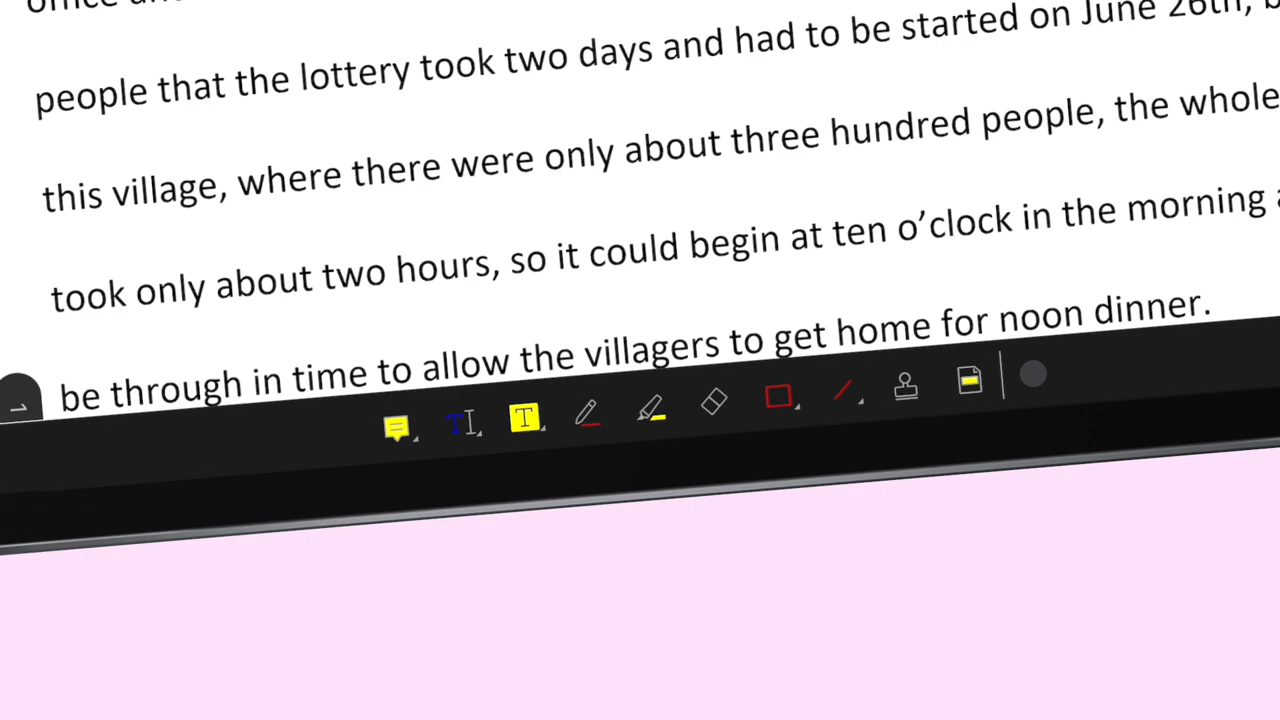 people that the lottery took two days and had to be started on June 26th,
this village, where there were only about three hundred people, the whole
took only about two hours, so it could begin at ten o’clock in the morning
be through in time to allow the villagers to get home for noon dinner.